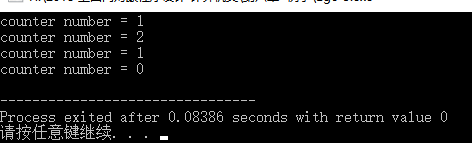 counter number = 1
counter number = 2
counter number = 1
counter number = 0
--------------------------------
Process exited after 0.08386 seconds with return value 0
请按任意键继续. . .